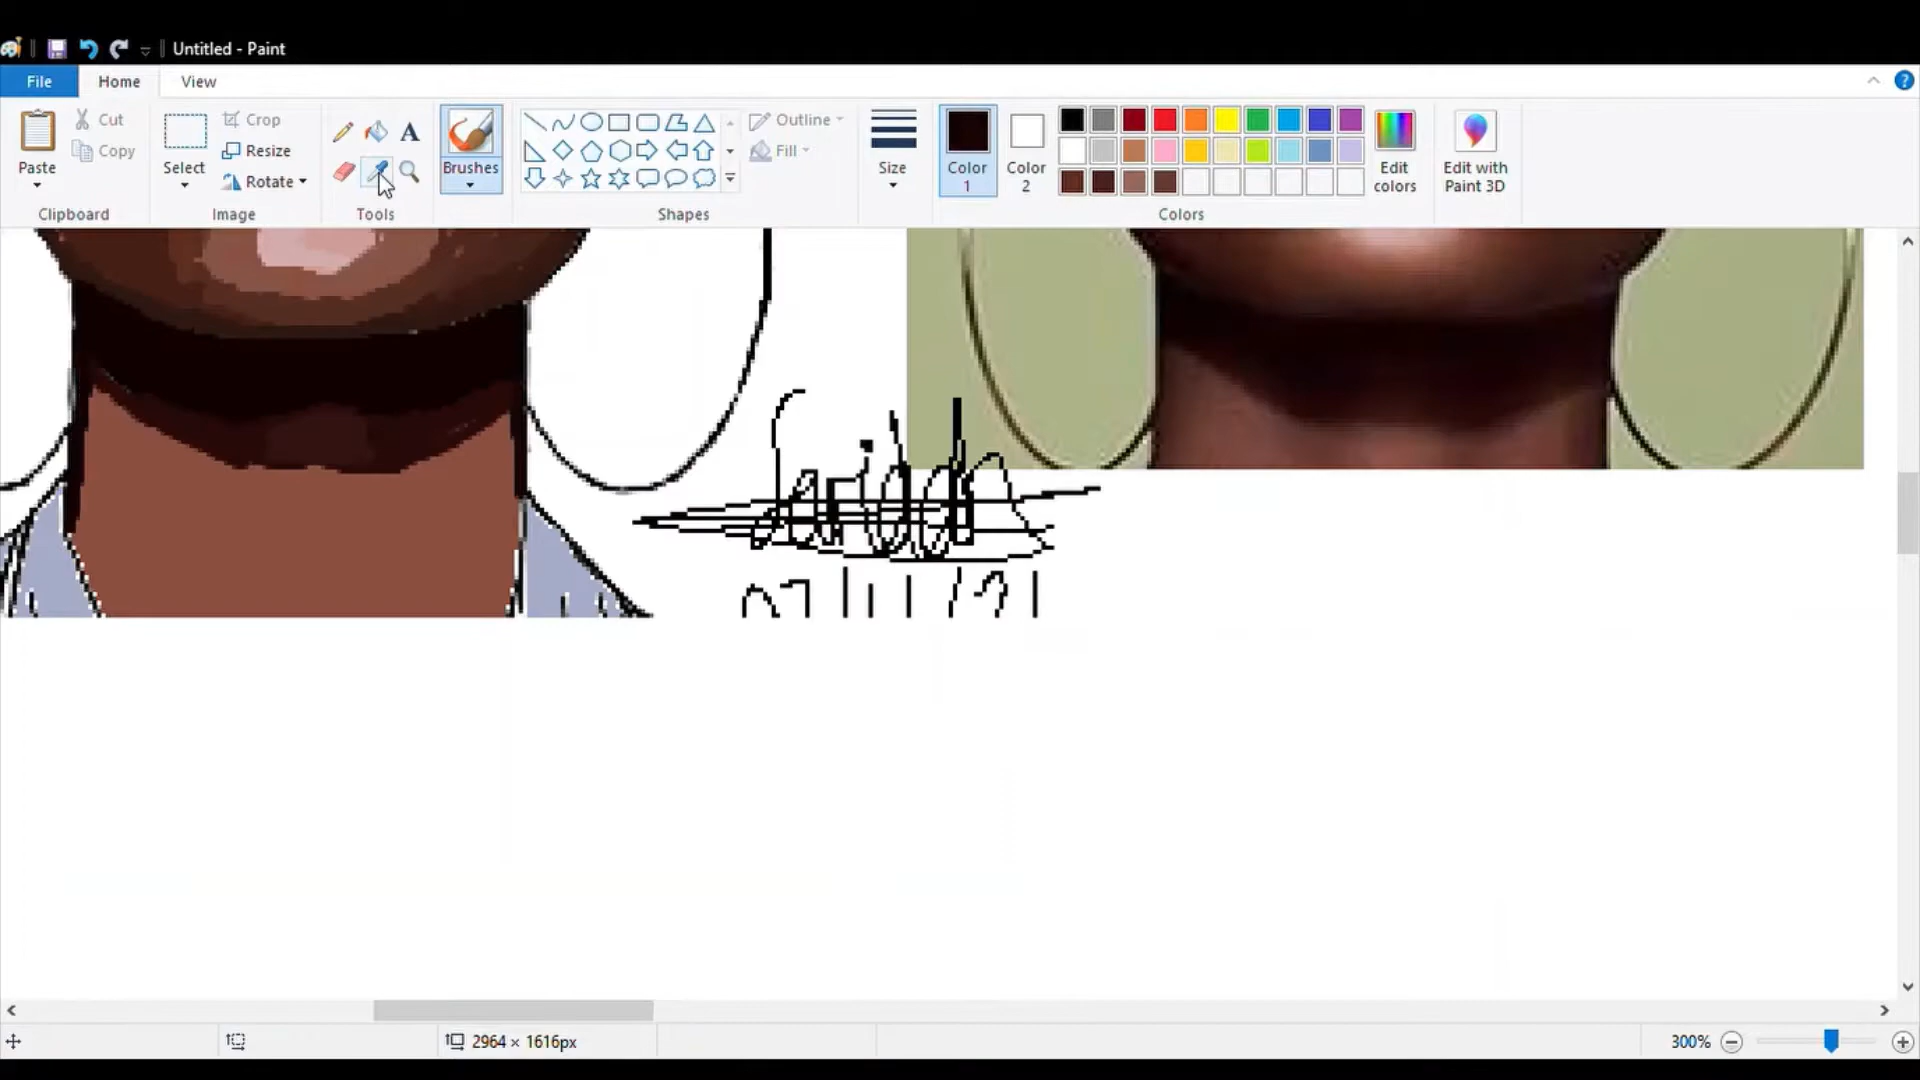 Untitled - Paint
File Home View
Paste Cut Copy Select Crop Resize Rotate A Brushes Outline Fill Size Color 1 Color 2 Edit colors Edit with Paint 3D
Clipboard Image Tools Shapes Colors
2964 × 1616px 300%